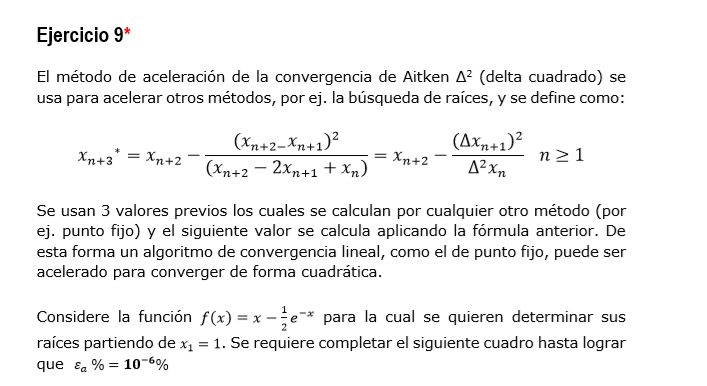 Ejercicio 9*
El método de aceleración de la convergencia de Aitken Δ² (delta cuadrado) se
usa para acelerar otros métodos, por ej. la búsqueda de raíces, y se define como:
xₙ₊₃* = xₙ₊₂ − (xₙ₊₂₋xₙ₊₁)² / (xₙ₊₂ − 2xₙ₊₁ + xₙ) = xₙ₊₂ − (Δxₙ₊₁)² / Δ²xₙ   n ≥ 1
Se usan 3 valores previos los cuales se calculan por cualquier otro método (por
ej. punto fijo) y el siguiente valor se calcula aplicando la fórmula anterior. De
esta forma un algoritmo de convergencia lineal, como el de punto fijo, puede ser
acelerado para converger de forma cuadrática.
Considere la función f(x) = x − ½e⁻ˣ para la cual se quieren determinar sus
raíces partiendo de x₁ = 1. Se requiere completar el siguiente cuadro hasta lograr
que εₐ % = 10⁻⁶%